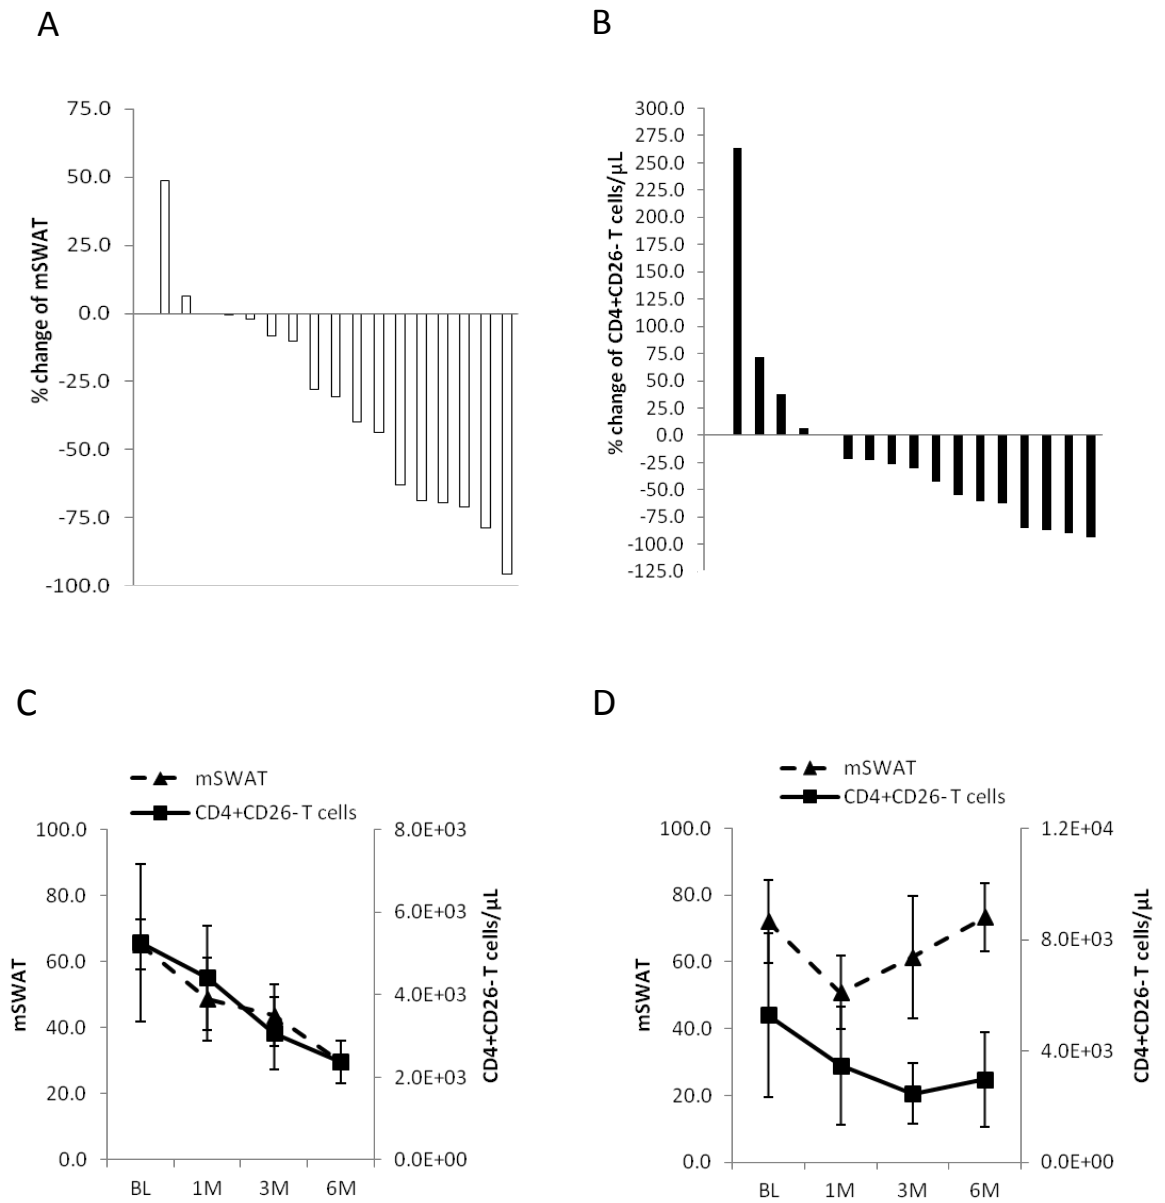 A
75.0
50.0
25.0
0.0
-25.0
-50.0
-75.0
-100.0
% change of mSWAT
B
300.0
275.0
250.0
225.0
200.0
175.0
150.0
125.0
100.0
75.0
50.0
25.0
0.0
-25.0
-50.0
-75.0
-100.0
-125.0
% change of CD4+CD26- T cells/µL
C
mSWAT
CD4+CD26- T cells
100.0
80.0
60.0
40.0
20.0
0.0
mSWAT
8.0E+03
6.0E+03
4.0E+03
2.0E+03
0.0E+00
CD4+CD26- T cells/µL
BL 1M 3M 6M
D
mSWAT
CD4+CD26- T cells
100.0
80.0
60.0
40.0
20.0
0.0
mSWAT
1.2E+04
8.0E+03
4.0E+03
0.0E+00
CD4+CD26- T cells/µL
BL 1M 3M 6M